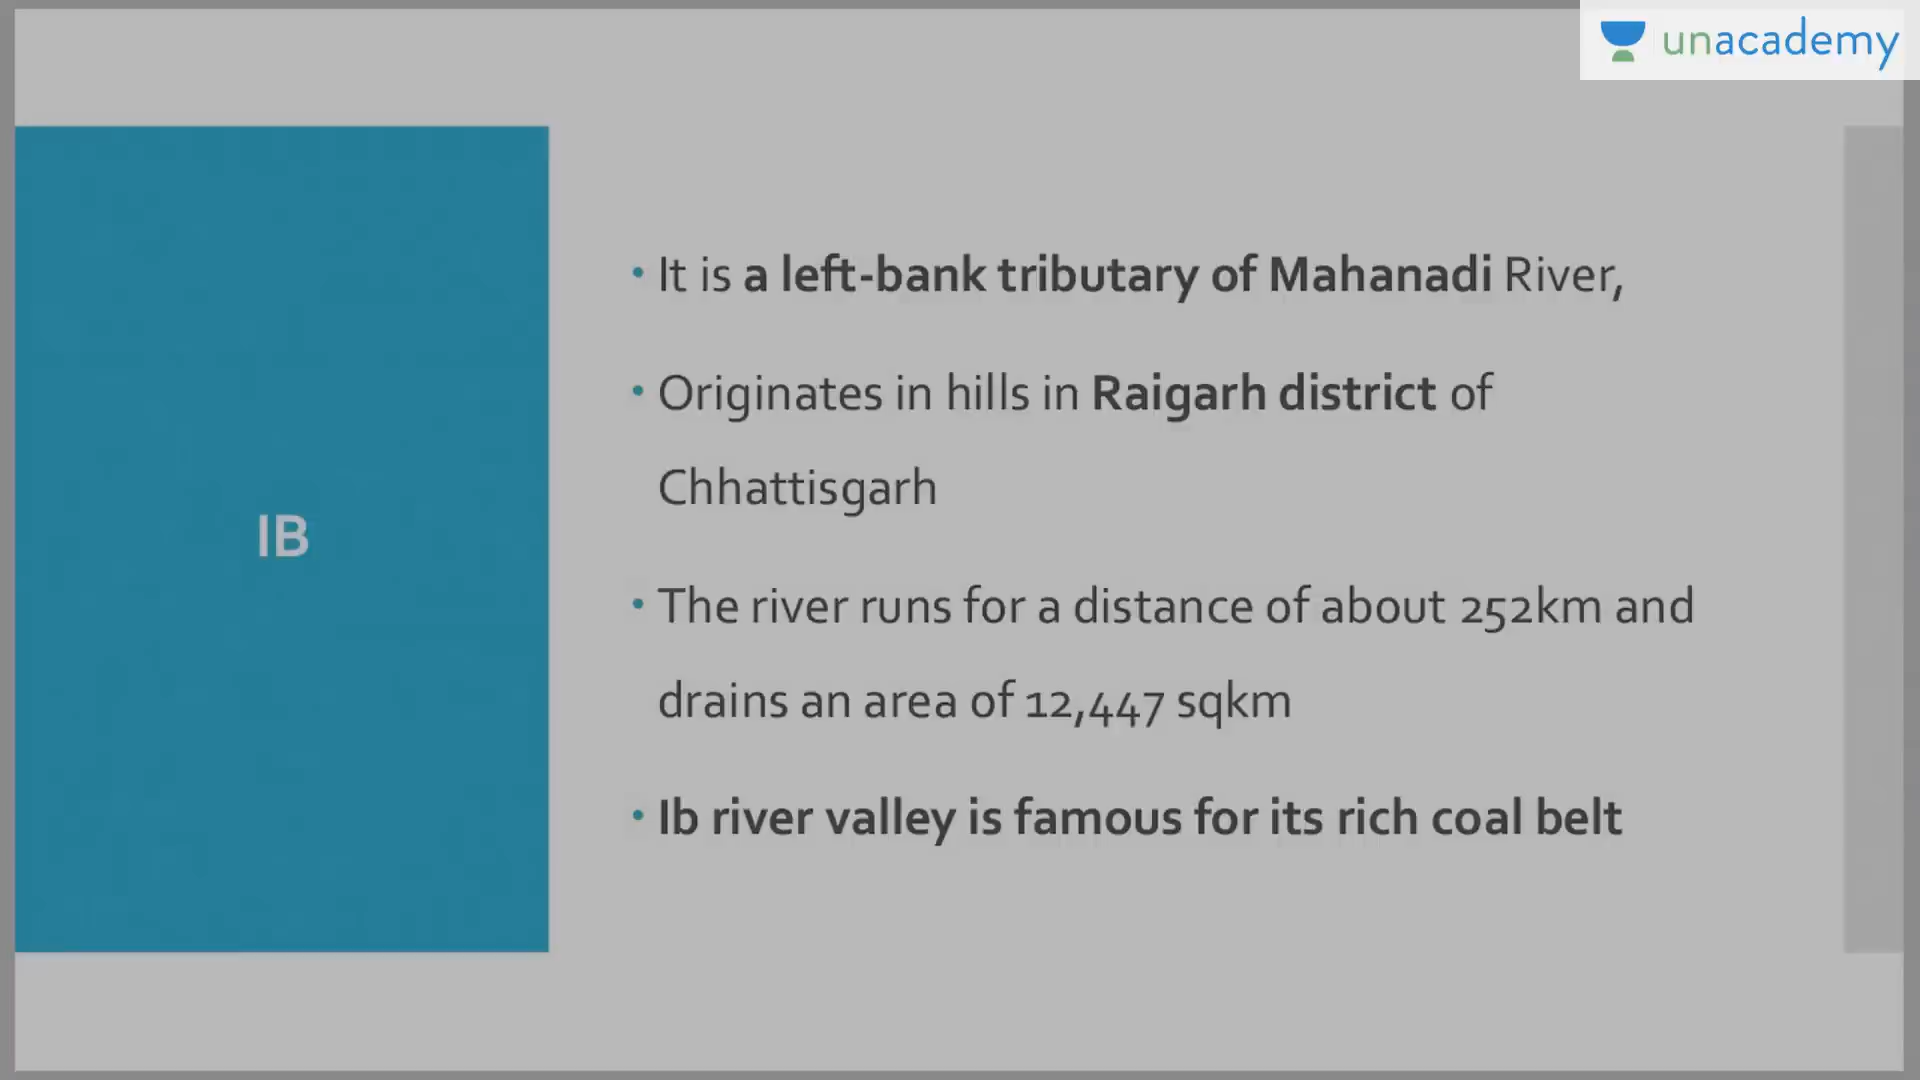 unacademy
IB
• It is a left-bank tributary of Mahanadi River,
• Originates in hills in Raigarh district of
Chhattisgarh
• The river runs for a distance of about 252km and
drains an area of 12,447 sqkm
• Ib river valley is famous for its rich coal belt